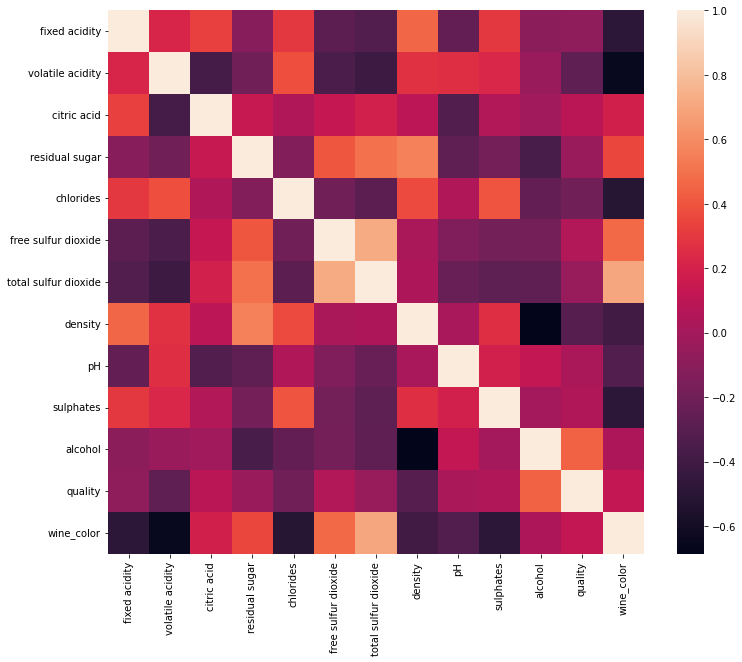 fixed acidity
volatile acidity
citric acid
residual sugar
chlorides
free sulfur dioxide
total sulfur dioxide
density
pH
sulphates
alcohol
quality
wine_color
fixed acidity
volatile acidity
citric acid
residual sugar
chlorides
free sulfur dioxide
total sulfur dioxide
density
pH
sulphates
alcohol
quality
wine_color
1.0
0.8
0.6
0.4
0.2
0.0
−0.2
−0.4
−0.6